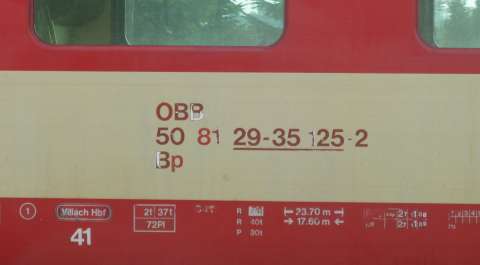 OBB
50 81 29-35 125-2
Bp
1 Villach Hbf 2t 37t R 23.70 m 2t
72Pl R 40t 17.60 m
41 P 30t